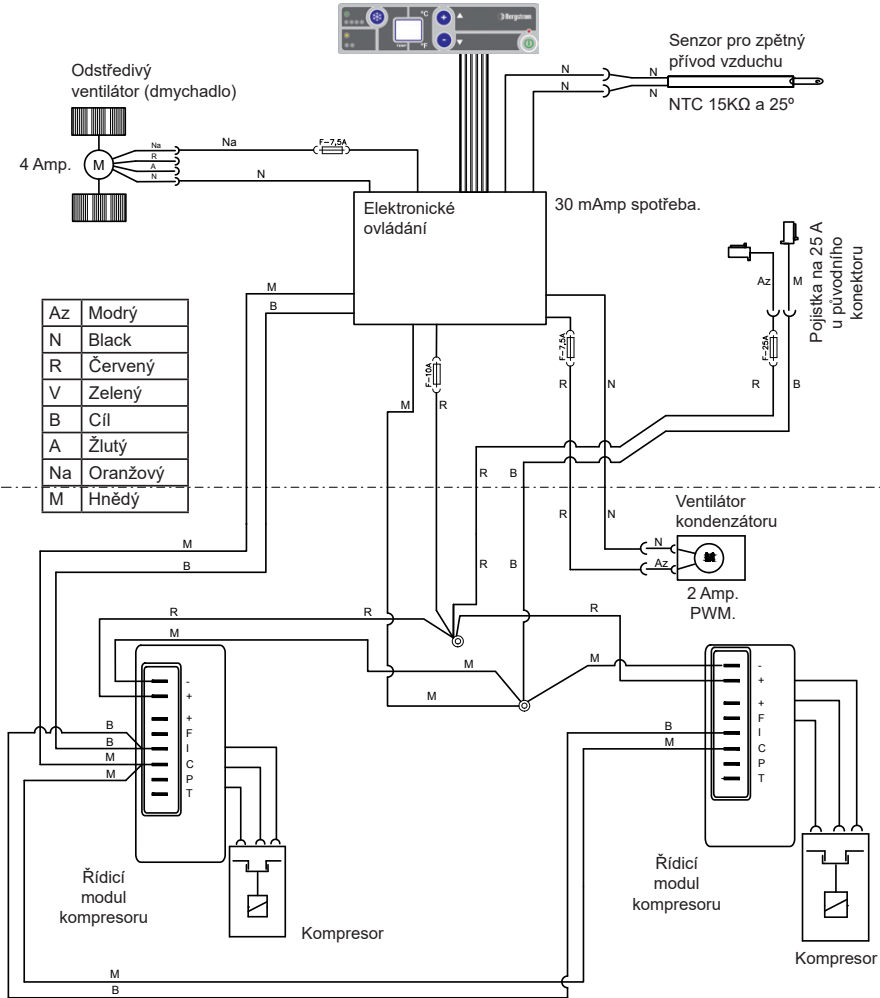 °C
Bergstrom
TEMP
°F
Senzor pro zpětný
přívod vzduchu
NTC 15KΩ a 25º
N
N
N
N
Odstředivý
ventilátor (dmychadlo)
4 Amp.
M
Na
R
A
N
Na
F-7,5A
N
Elektronické
ovládání
30 mAmp spotřeba.
Pojistka na 25 A
u původního
konektoru
Az
M
F-25A
R
B
M
B
Az Modrý
N Black
R Červený
V Zelený
B Cíl
A Žlutý
Na Oranžový
M Hnědý
F-10A
M
R
F-7,5A
R
N
R
B
R
N
Ventilátor
kondenzátoru
N
Az
M
2 Amp.
PWM.
M
B
R
B
R
R
R
M
M
M
M
-
+
+
F
I
C
P
T
B
B
M
M
-
+
+
F
I
C
P
T
B
M
Řídicí
modul
kompresoru
Kompresor
Řídicí
modul
kompresoru
Kompresor
M
B